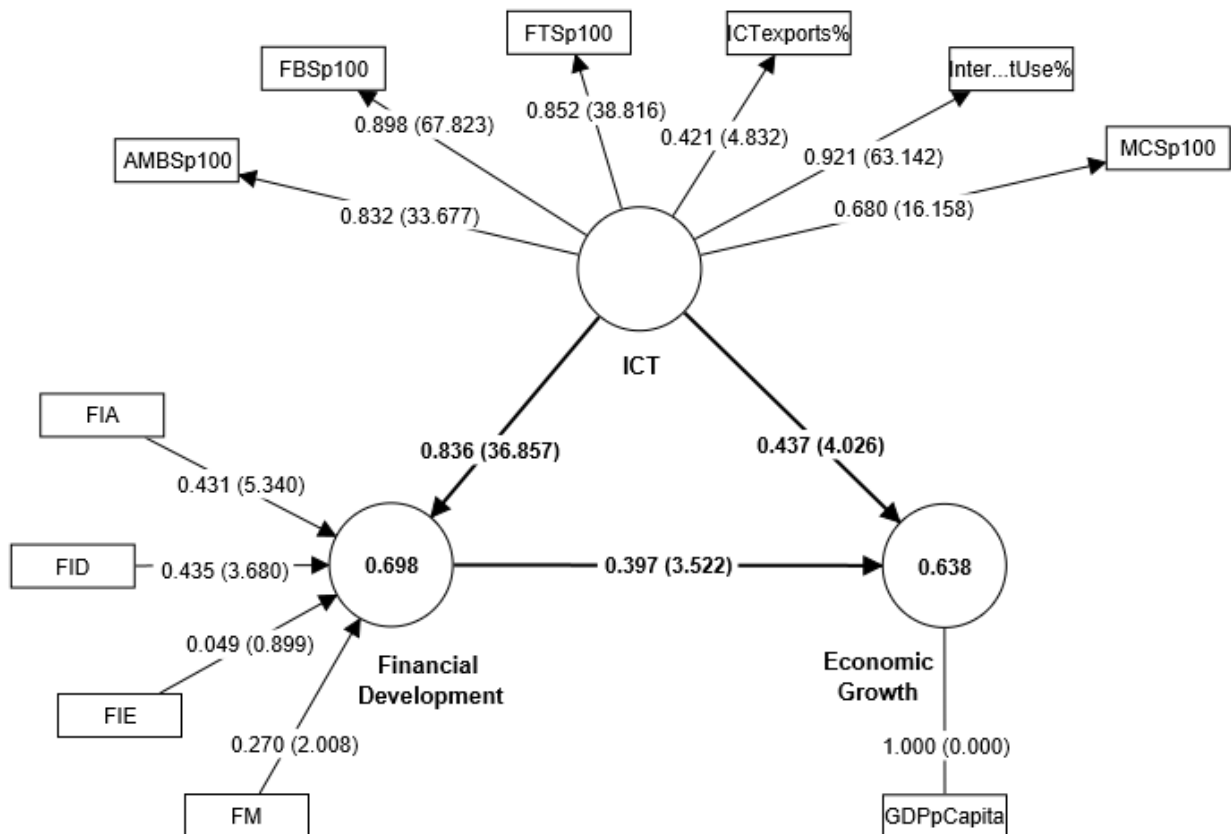 FTSp100
ICTexports%
FBSp100
Inter...tUse%
AMBSp100
MCSp100
0.898 (67.823)
0.852 (38.816)
0.421 (4.832)
0.921 (63.142)
0.832 (33.677)
0.680 (16.158)
ICT
FIA
0.836 (36.857)
0.437 (4.026)
0.431 (5.340)
FID
0.435 (3.680)
0.698
0.397 (3.522)
0.638
0.049 (0.899)
Financial
Development
Economic
Growth
FIE
0.270 (2.008)
1.000 (0.000)
FM
GDPpCapita